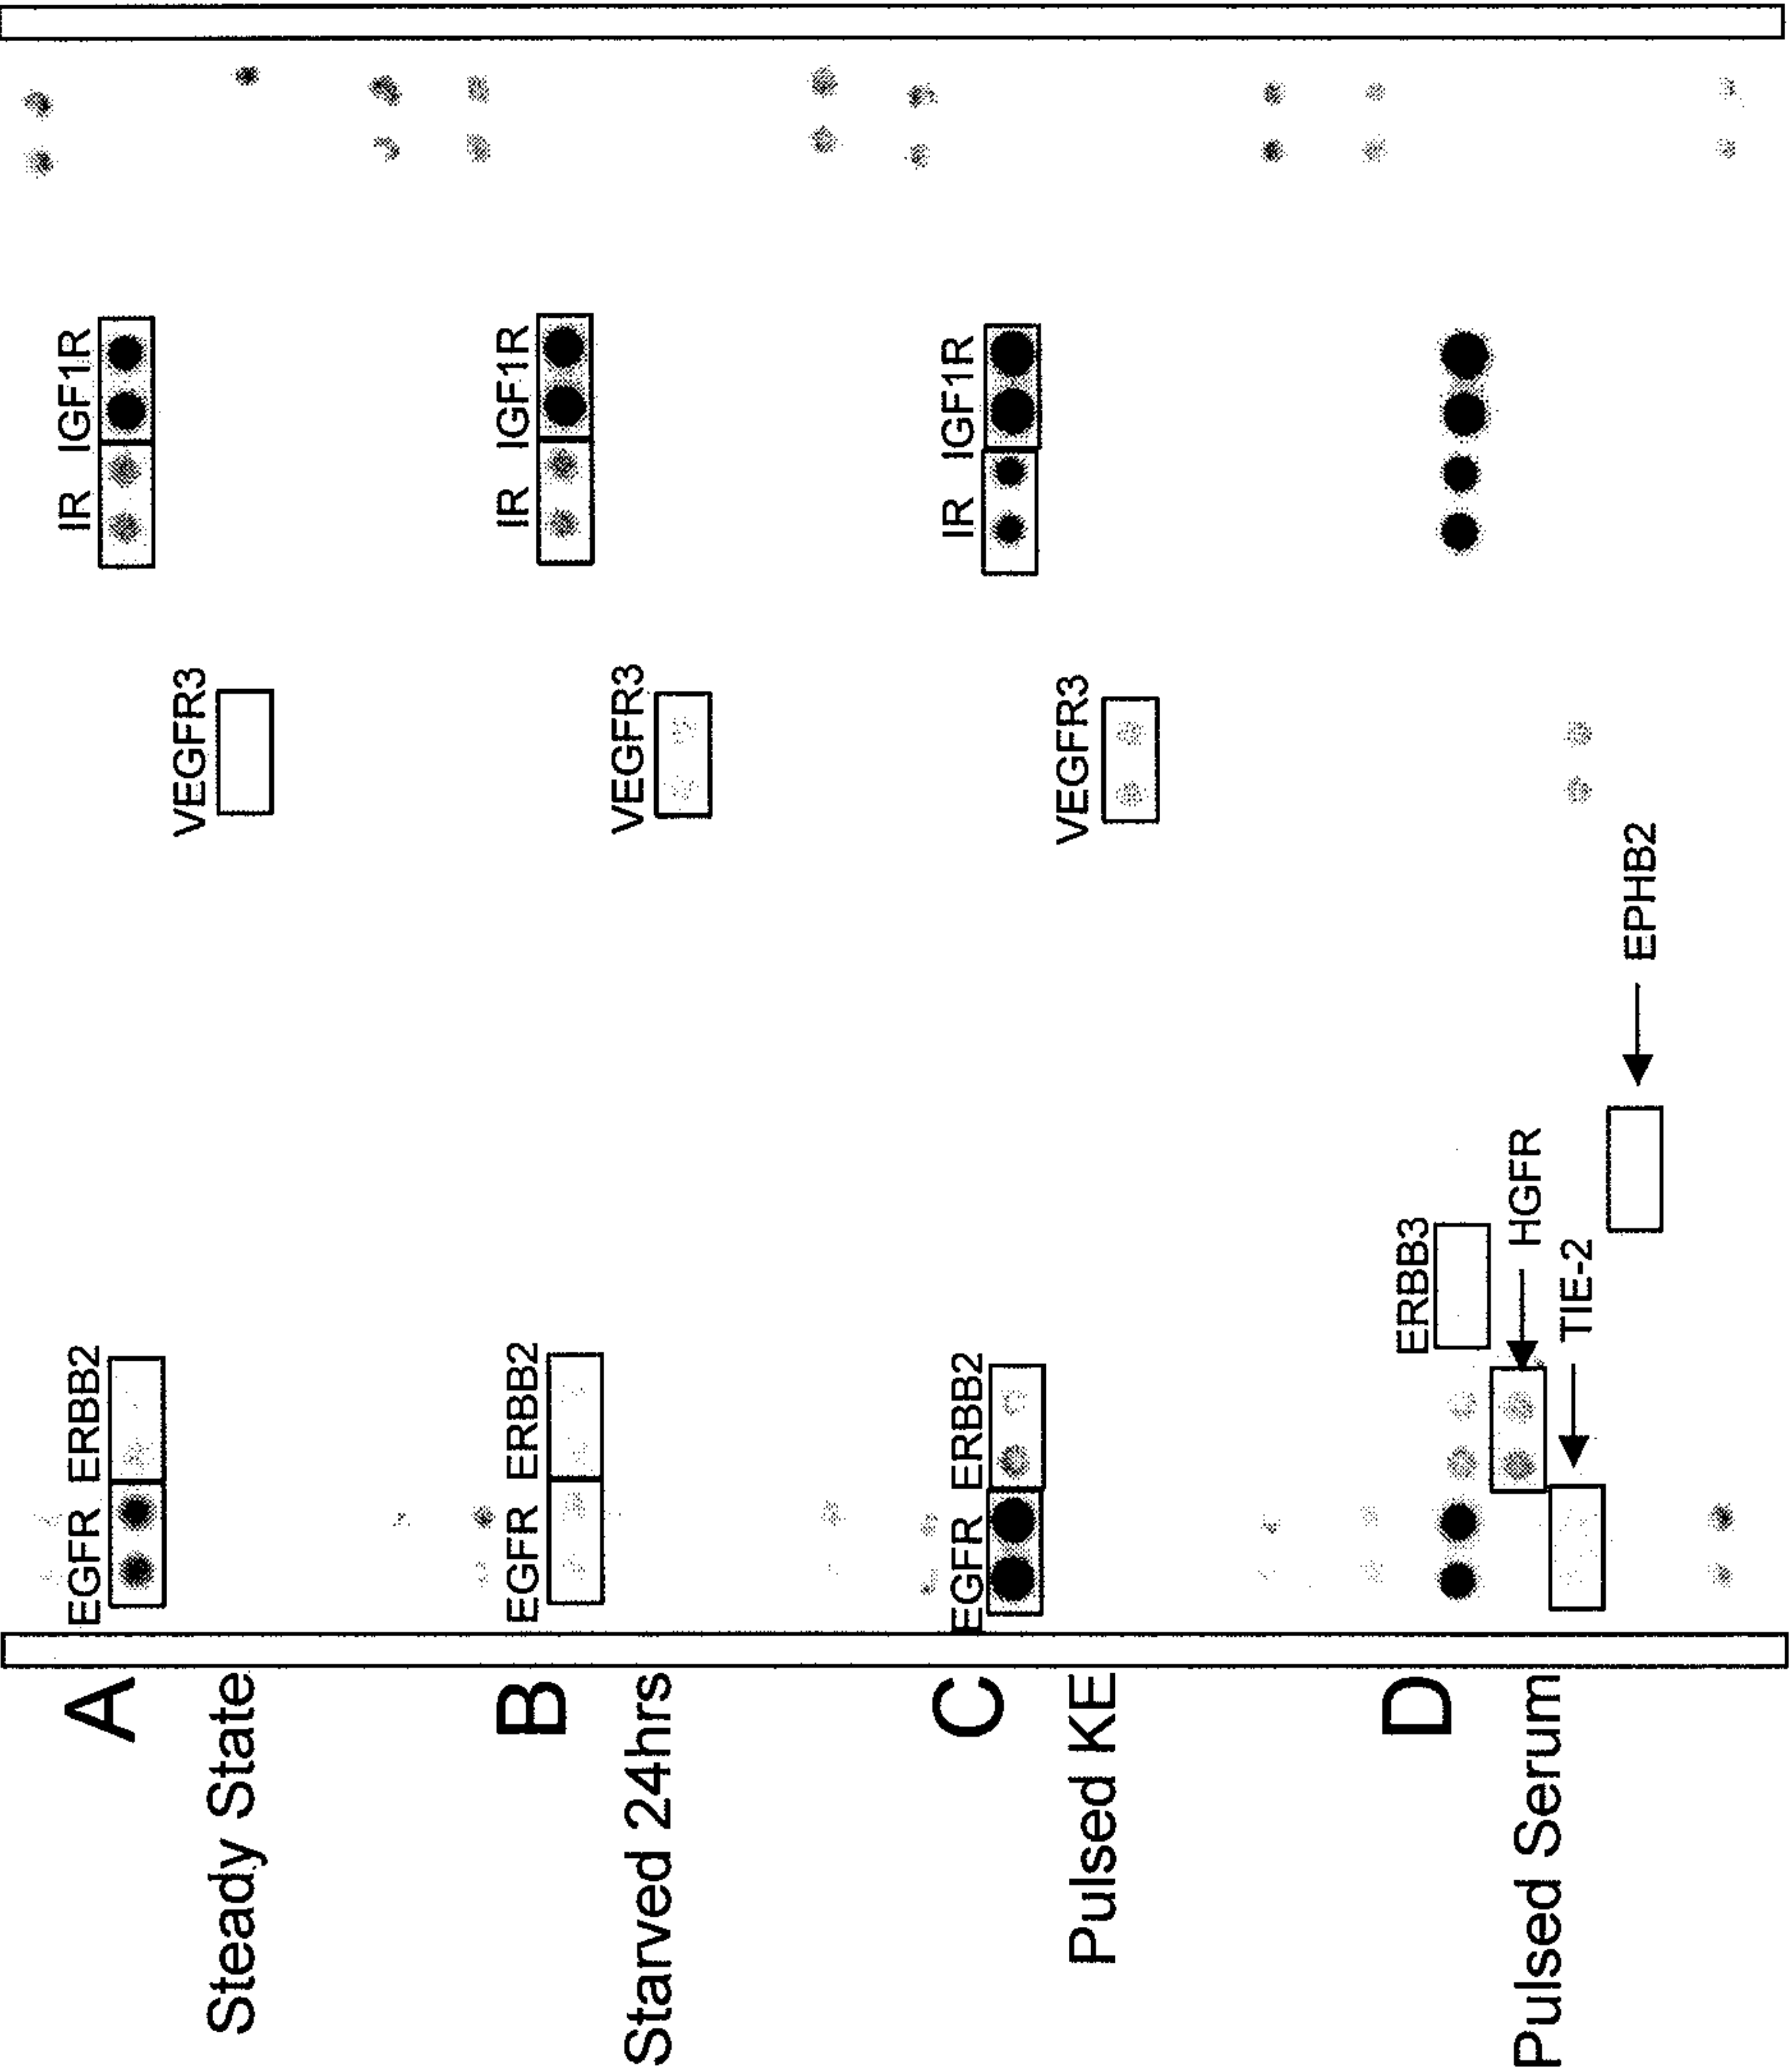 A
Steady State
EGFR ERBB2
VEGFR3
IR IGF1R
B
Starved 24hrs
EGFR ERBB2
VEGFR3
IR IGF1R
C
Pulsed KE
EGFR ERBB2
VEGFR3
IR IGF1R
D
Pulsed Serum
ERBB3
HGFR
TIE-2
EPHB2